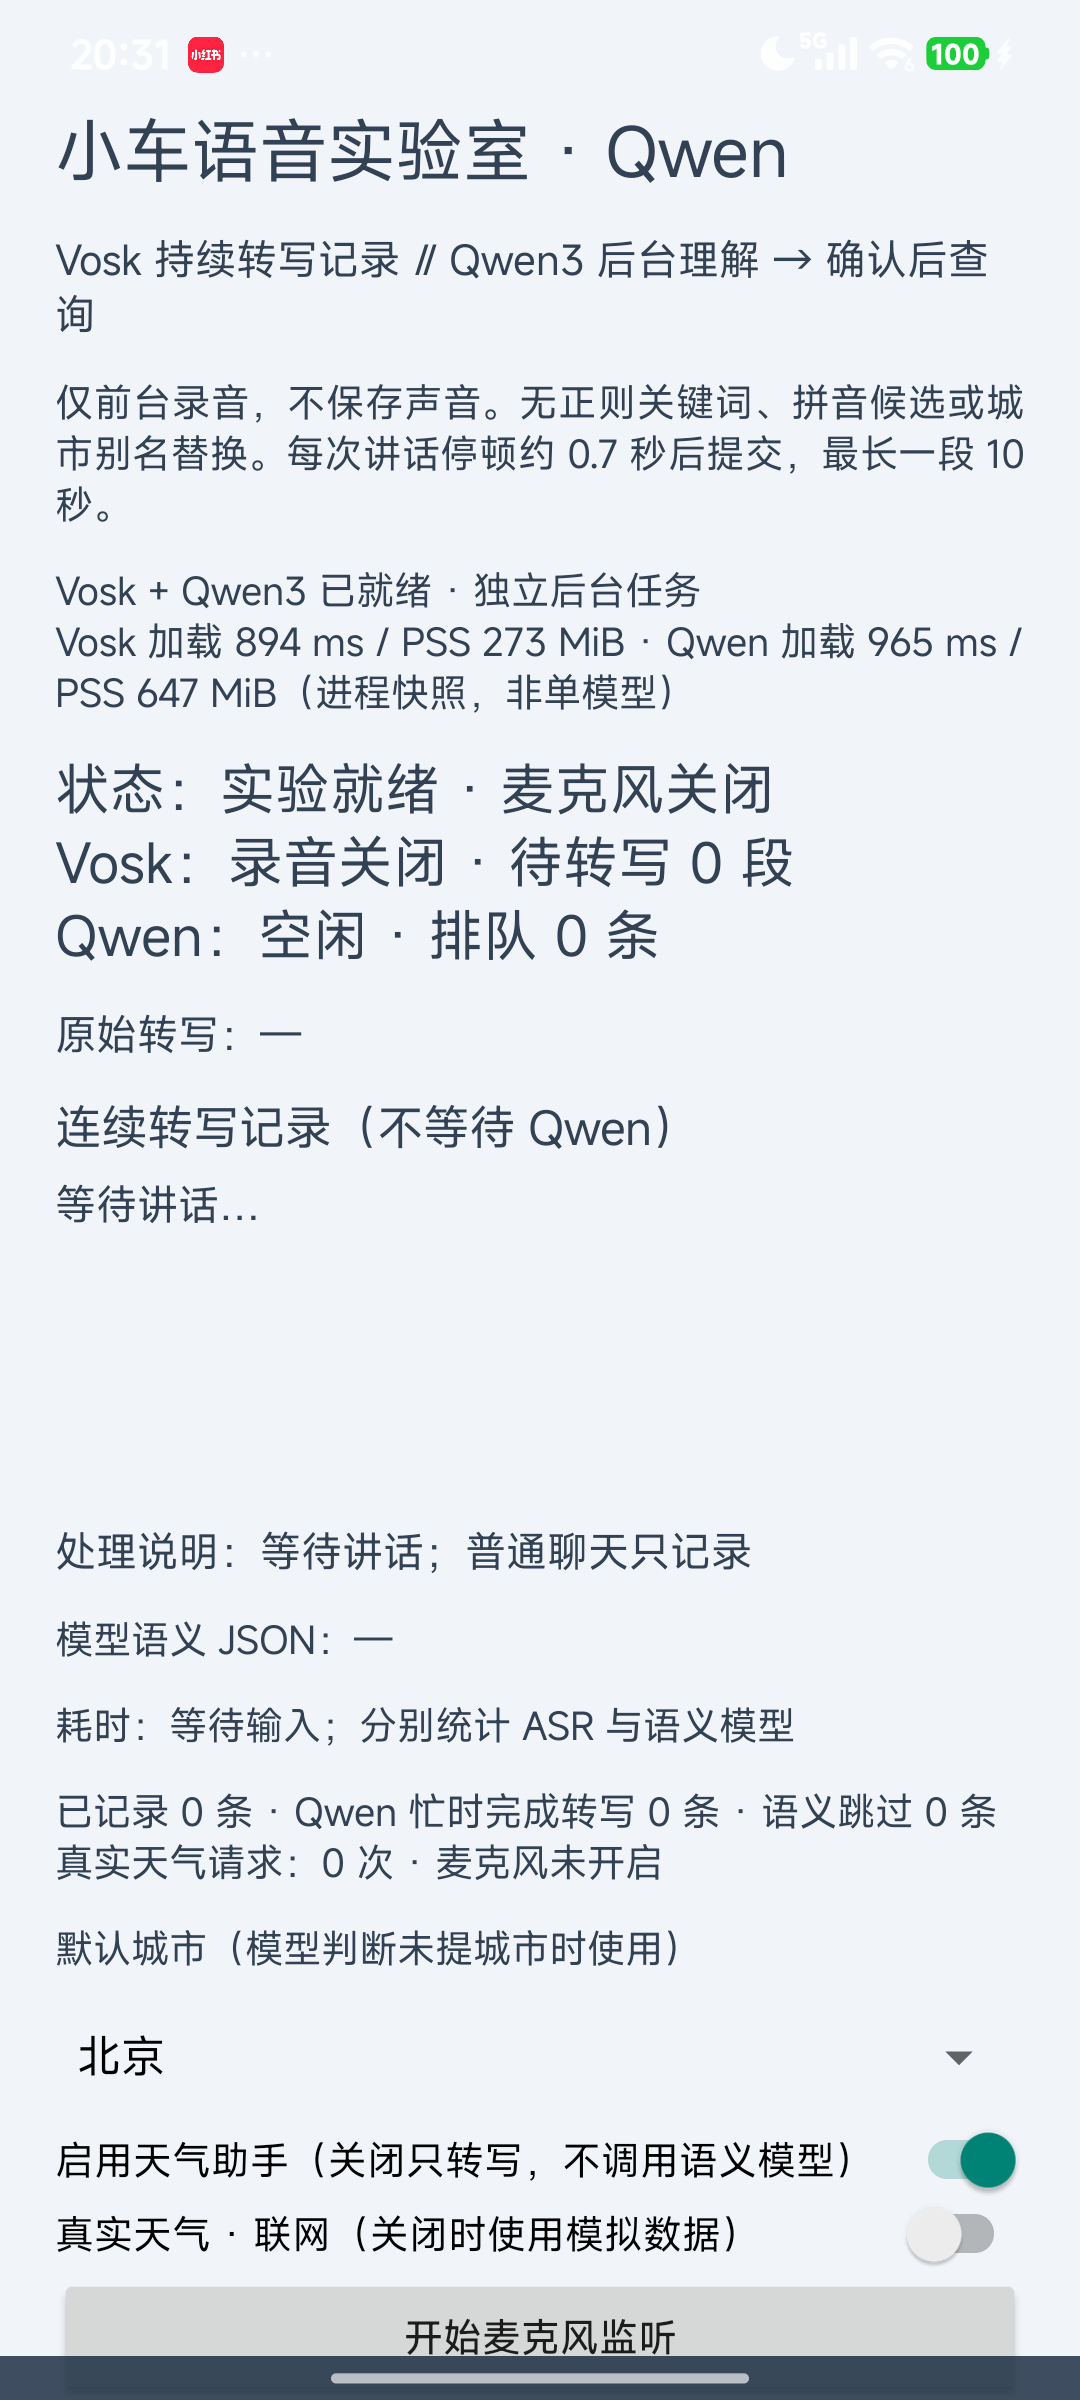 20:31 小红书 ... 5G 6 100
小车语音实验室 · Qwen
Vosk 持续转写记录 // Qwen3 后台理解 → 确认后查
询
仅前台录音，不保存声音。无正则关键词、拼音候选或城
市别名替换。每次讲话停顿约 0.7 秒后提交，最长一段 10
秒。
Vosk + Qwen3 已就绪 · 独立后台任务
Vosk 加载 894 ms / PSS 273 MiB · Qwen 加载 965 ms /
PSS 647 MiB（进程快照，非单模型）
状态：实验就绪 · 麦克风关闭
Vosk：录音关闭 · 待转写 0 段
Qwen：空闲 · 排队 0 条
原始转写：—
连续转写记录（不等待 Qwen）
等待讲话…
处理说明：等待讲话；普通聊天只记录
模型语义 JSON：—
耗时：等待输入；分别统计 ASR 与语义模型
已记录 0 条 · Qwen 忙时完成转写 0 条 · 语义跳过 0 条
真实天气请求：0 次 · 麦克风未开启
默认城市（模型判断未提城市时使用）
北京
启用天气助手（关闭只转写，不调用语义模型）
真实天气 · 联网（关闭时使用模拟数据）
开始麦克风监听